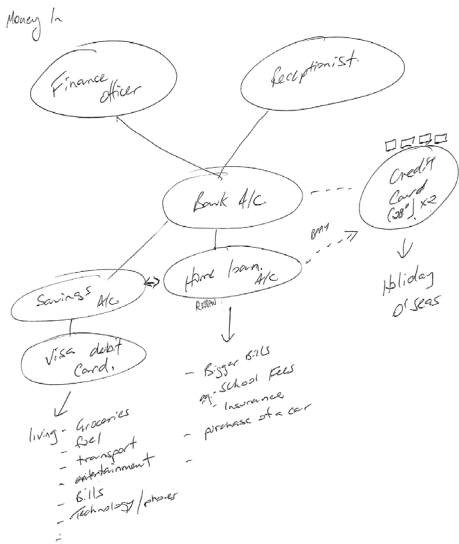 Money In
Finance
officer
Receptionist.
Bank A/c.
Credit
Card
x2
Home loan.
A/c
Savings
A/c
Visa debit
Card.
Holiday
O'seas
living - Groceries
- fuel
- transport
- entertainment
- Bills
- Technology/phones
-
- Bigger Bills
eg. - School Fees
- Insurance
- purchase of a car
-